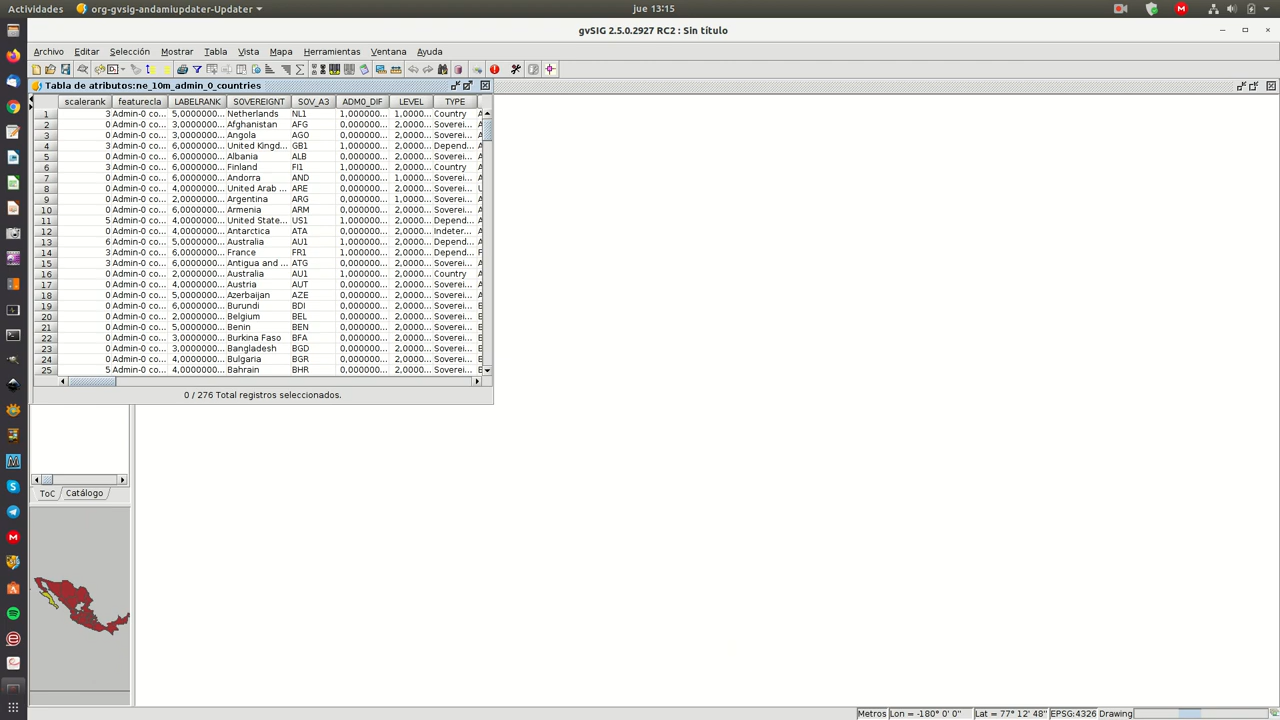 Actividades org-gvsig-andamiupdater-Updater jue 13:15
gvSIG 2.5.0.2927 RC2 : Sin titulo
Archivo Editar Selección Mostrar Tabla Vista Mapa Herramientas Ventana Ayuda
Tabla de atributos:ne_10m_admin_0_countries
scalerank featurecla LABELRANK SOVEREIGNT SOV_A3 ADM0_DIF LEVEL TYPE
1 3 Admin-0 co... 5,0000000... Netherlands NL1 1,000000... 1,0000... Country A
2 0 Admin-0 co... 3,0000000... Afghanistan AFG 0,000000... 2,0000... Soverei... A
3 0 Admin-0 co... 3,0000000... Angola AGO 0,000000... 2,0000... Soverei... A
4 3 Admin-0 co... 6,0000000... United Kingd... GB1 1,000000... 2,0000... Depend... A
5 0 Admin-0 co... 6,0000000... Albania ALB 0,000000... 2,0000... Soverei... A
6 3 Admin-0 co... 6,0000000... Finland FI1 1,000000... 2,0000... Country A
7 0 Admin-0 co... 6,0000000... Andorra AND 0,000000... 2,0000... Soverei... A
8 0 Admin-0 co... 4,0000000... United Arab ... ARE 0,000000... 2,0000... Soverei... U
9 0 Admin-0 co... 2,0000000... Argentina ARG 0,000000... 2,0000... Soverei... A
10 0 Admin-0 co... 6,0000000... Armenia ARM 0,000000... 2,0000... Soverei... A
11 5 Admin-0 co... 4,0000000... United State... US1 1,000000... 2,0000... Depend... A
12 0 Admin-0 co... 4,0000000... Antarctica ATA 0,000000... 2,0000... Indeter... A
13 6 Admin-0 co... 5,0000000... Australia AU1 1,000000... 2,0000... Depend... A
14 3 Admin-0 co... 6,0000000... France FR1 1,000000... 2,0000... Depend... F
15 3 Admin-0 co... 6,0000000... Antigua and ... ATG 0,000000... 2,0000... Soverei... A
16 0 Admin-0 co... 2,0000000... Australia AU1 1,000000... 2,0000... Country A
17 0 Admin-0 co... 4,0000000... Austria AUT 0,000000... 2,0000... Soverei... A
18 0 Admin-0 co... 5,0000000... Azerbaijan AZE 0,000000... 2,0000... Soverei... A
19 0 Admin-0 co... 6,0000000... Burundi BDI 0,000000... 2,0000... Soverei... B
20 0 Admin-0 co... 2,0000000... Belgium BEL 0,000000... 2,0000... Soverei... B
21 0 Admin-0 co... 5,0000000... Benin BEN 0,000000... 2,0000... Soverei... B
22 0 Admin-0 co... 3,0000000... Burkina Faso BFA 0,000000... 2,0000... Soverei... B
23 0 Admin-0 co... 3,0000000... Bangladesh BGD 0,000000... 2,0000... Soverei... B
24 0 Admin-0 co... 4,0000000... Bulgaria BGR 0,000000... 2,0000... Soverei... B
25 5 Admin-0 co... 4,0000000... Bahrain BHR 0,000000... 2,0000... Soverei... B
0 / 276 Total registros seleccionados.
ToC Catálogo
Metros Lon = -180° 0' 0'' Lat = 77° 12' 48'' EPSG:4326 Drawing